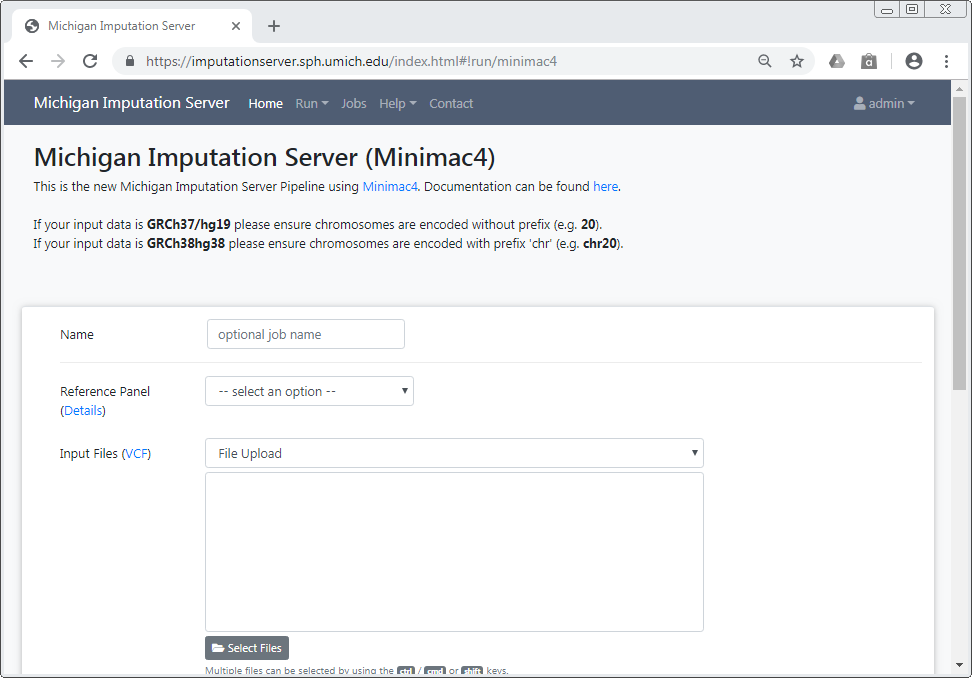 Michigan Imputation Server
https://imputationserver.sph.umich.edu/index.html#!run/minimac4
Michigan Imputation Server Home Run Jobs Help Contact admin
Michigan Imputation Server (Minimac4)
This is the new Michigan Imputation Server Pipeline using Minimac4. Documentation can be found here.
If your input data is GRCh37/hg19 please ensure chromosomes are encoded without prefix (e.g. 20).
If your input data is GRCh38hg38 please ensure chromosomes are encoded with prefix 'chr' (e.g. chr20).
Name optional job name
Reference Panel -- select an option --
(Details)
Input Files (VCF) File Upload
Select Files
Multiple files can be selected by using the ctrl / cmd or shift keys.